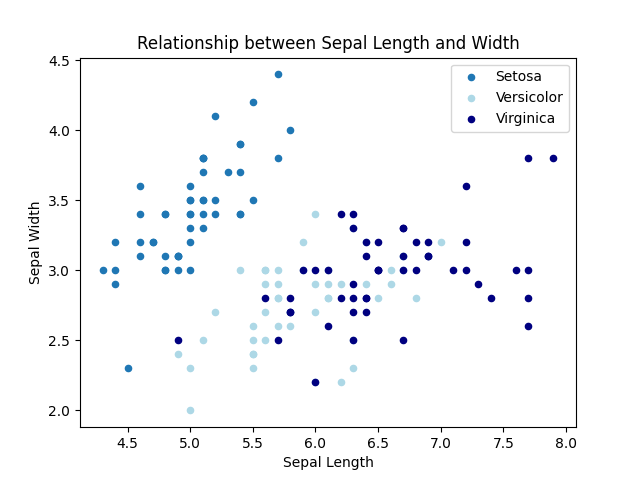 Relationship between Sepal Length and Width
Setosa
Versicolor
Virginica
Sepal Width
4.5
4.0
3.5
3.0
2.5
2.0
4.5 5.0 5.5 6.0 6.5 7.0 7.5 8.0
Sepal Length